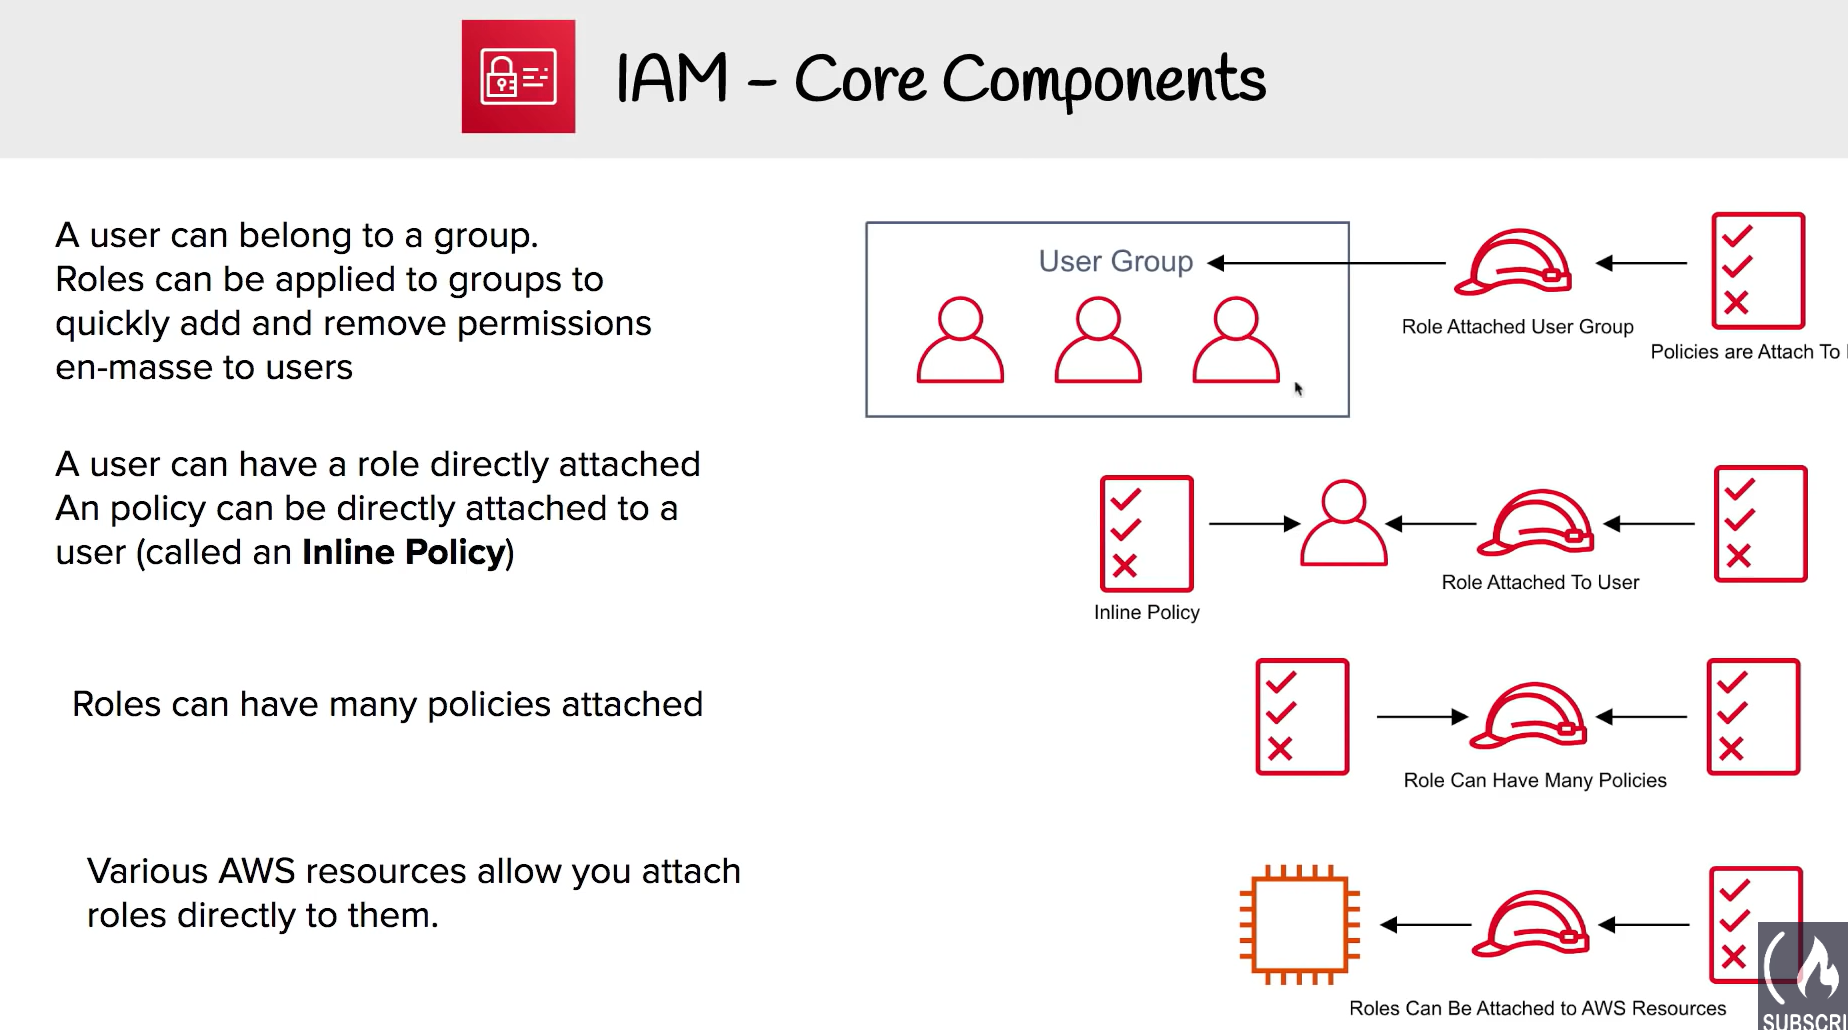 IAM – Core Components
A user can belong to a group.
Roles can be applied to groups to
quickly add and remove permissions
en-masse to users
User Group
Role Attached User Group
Policies are Attach To
A user can have a role directly attached
An policy can be directly attached to a
user (called an Inline Policy)
Inline Policy
Role Attached To User
Roles can have many policies attached
Role Can Have Many Policies
Various AWS resources allow you attach
roles directly to them.
Roles Can Be Attached to AWS Resources